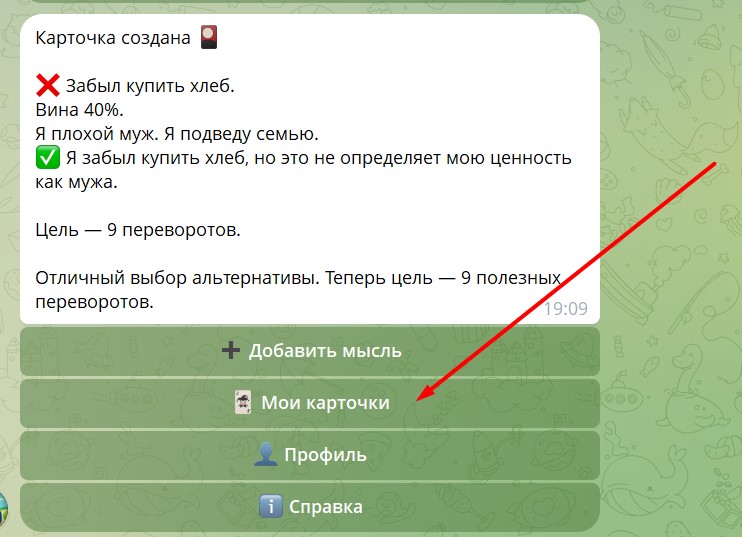 Карточка создана 🎴
❌ Забыл купить хлеб.
Вина 40%.
Я плохой муж. Я подведу семью.
✅ Я забыл купить хлеб, но это не определяет мою ценность
как мужа.
Цель — 9 переворотов.
Отличный выбор альтернативы. Теперь цель — 9 полезных
переворотов.
19:09
➕ Добавить мысль
🃏 Мои карточки
👤 Профиль
ℹ️ Справка